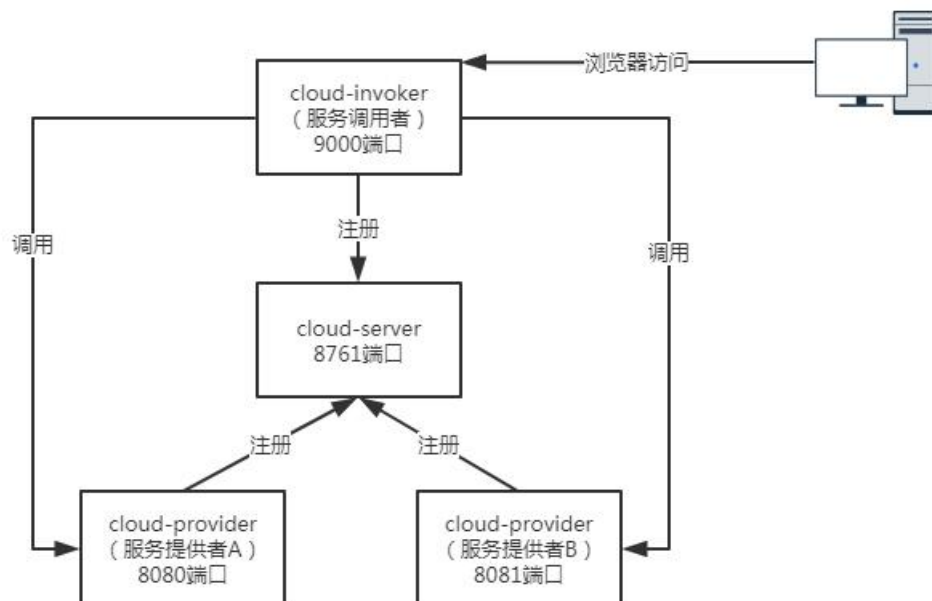 浏览器访问
cloud-invoker
（服务调用者）
9000端口
注册
调用
调用
cloud-server
8761端口
注册
注册
cloud-provider
（服务提供者A）
8080端口
cloud-provider
（服务提供者B）
8081端口